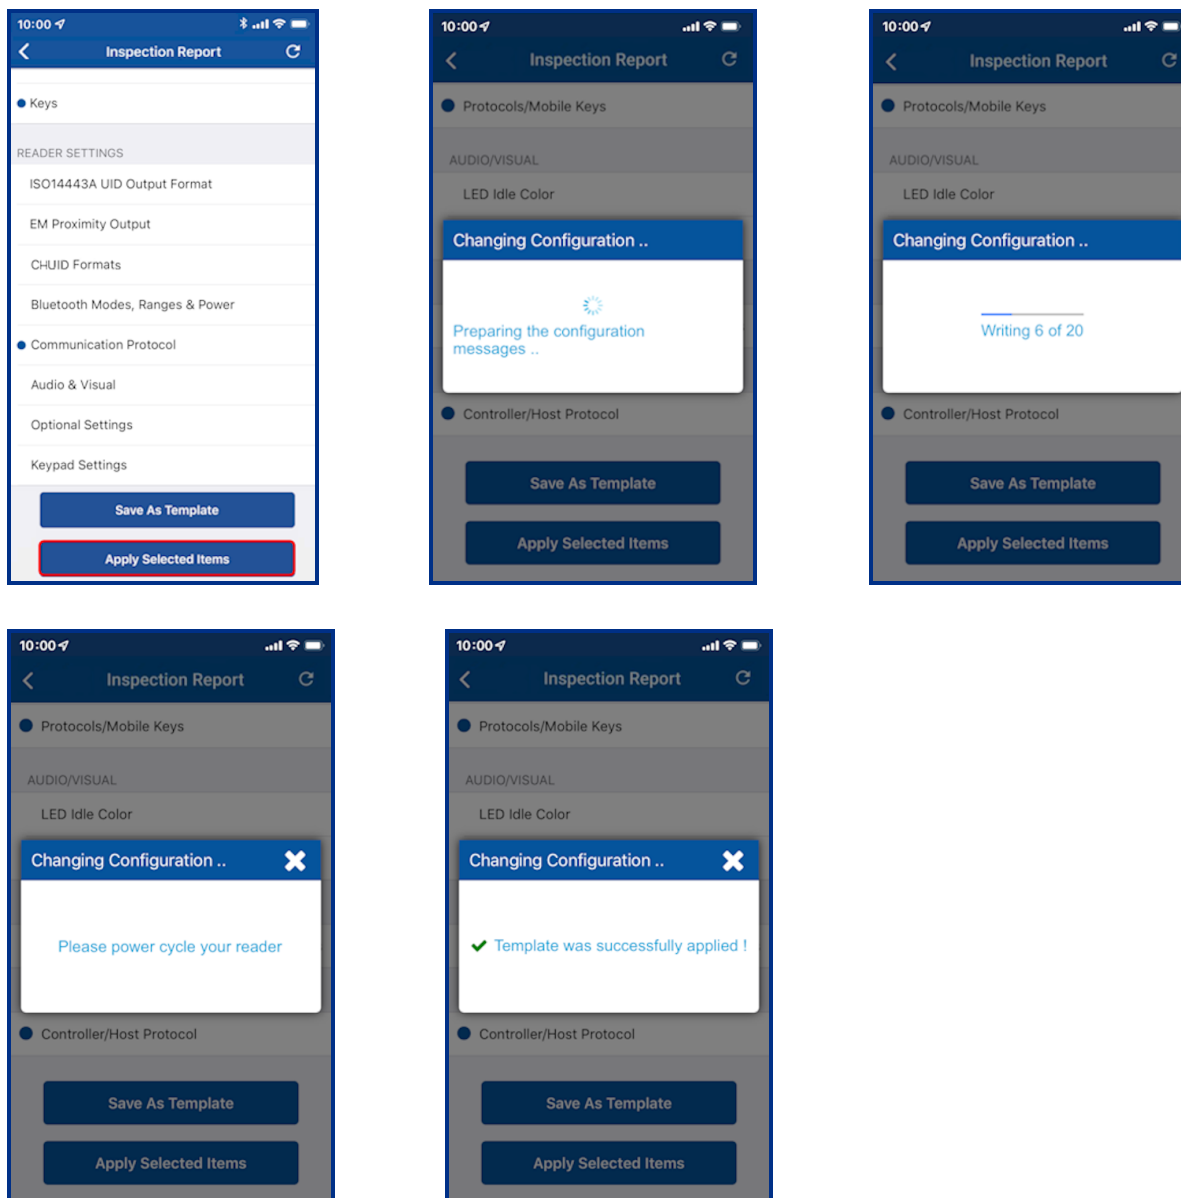 10:00
Inspection Report
Keys
READER SETTINGS
ISO14443A UID Output Format
EM Proximity Output
CHUID Formats
Bluetooth Modes, Ranges & Power
Communication Protocol
Audio & Visual
Optional Settings
Keypad Settings
Save As Template
Apply Selected Items
10:00
Inspection Report
Protocols/Mobile Keys
AUDIO/VISUAL
LED Idle Color
Changing Configuration ..
Preparing the configuration
messages ..
Controller/Host Protocol
Save As Template
Apply Selected Items
10:00
Inspection Report
Protocols/Mobile Keys
AUDIO/VISUAL
LED Idle Color
Changing Configuration ..
Writing 6 of 20
Controller/Host Protocol
Save As Template
Apply Selected Items
10:00
Inspection Report
Protocols/Mobile Keys
AUDIO/VISUAL
LED Idle Color
Changing Configuration ..
Please power cycle your reader
Controller/Host Protocol
Save As Template
Apply Selected Items
10:00
Inspection Report
Protocols/Mobile Keys
AUDIO/VISUAL
LED Idle Color
Changing Configuration ..
Template was successfully applied !
Controller/Host Protocol
Save As Template
Apply Selected Items